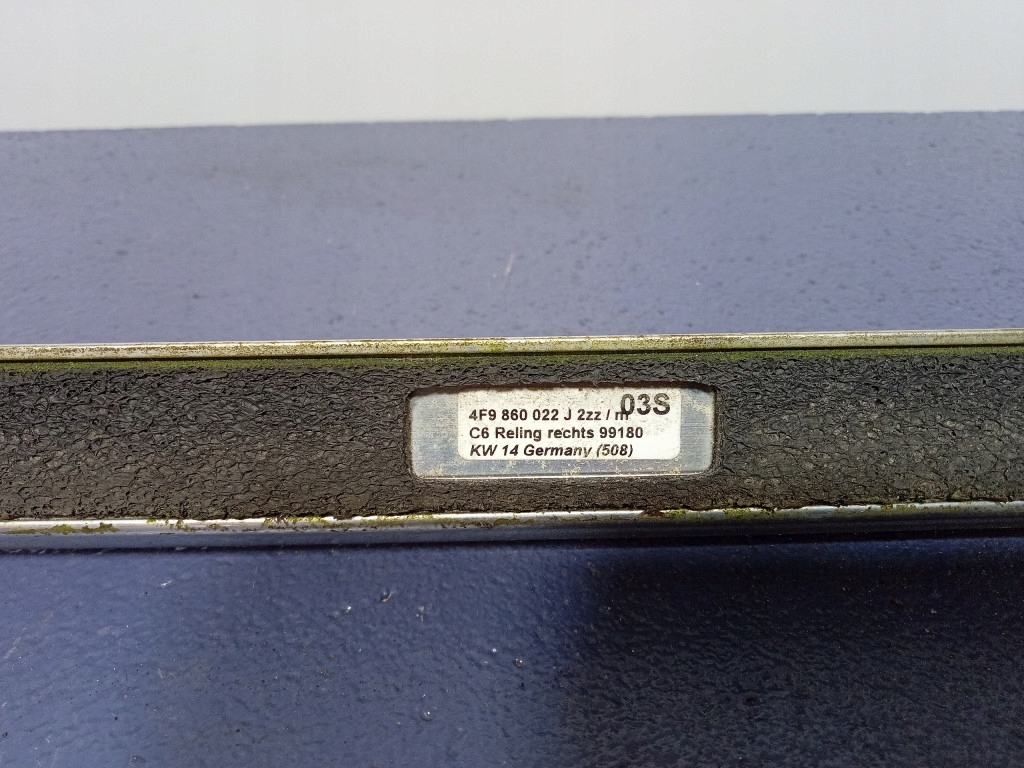 4F9 860 022 J 2zz / m 03S
C6 Reling rechts 99180
KW 14 Germany (508)